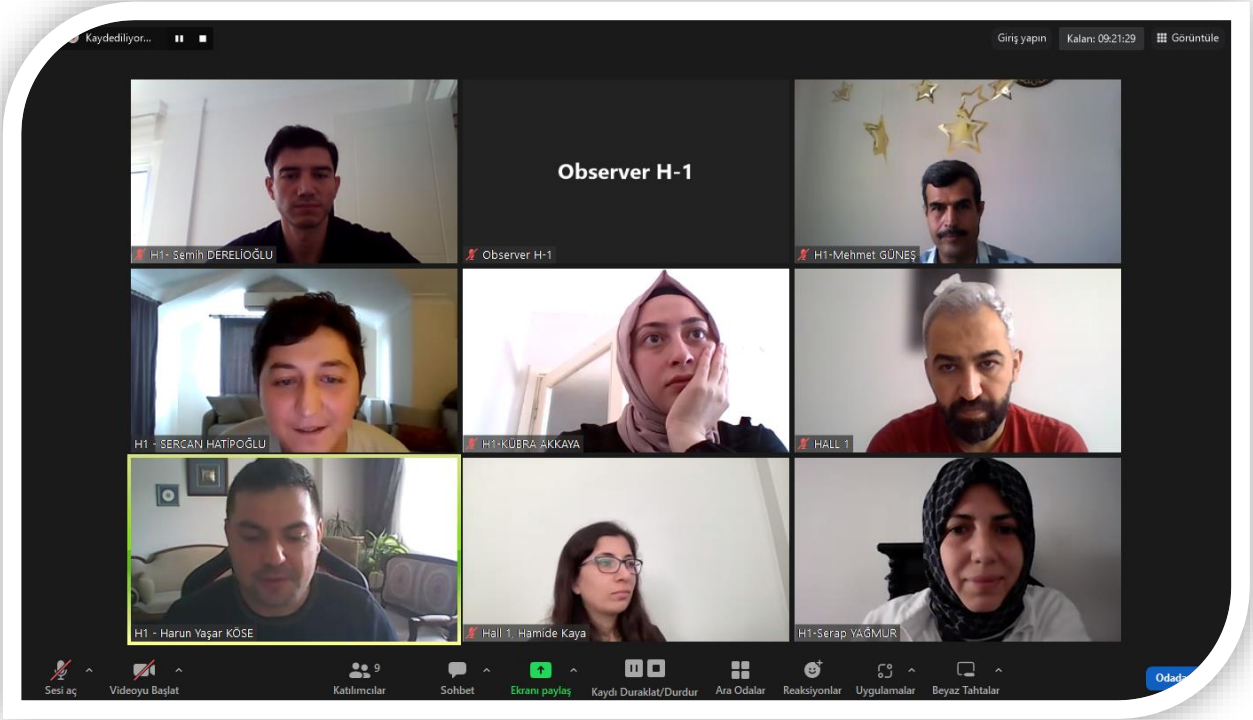 Kaydediliyor...
Giriş yapın
Kalan: 09:21:29
Görüntüle
Observer H-1
H1- Semih DERELİOĞLU
Observer H-1
H1-Mehmet GÜNEŞ
H1 - SERCAN HATİPOĞLU
H1-KÜBRA AKKAYA
HALL 1
H1 - Harun Yaşar KÖSE
Hall 1, Hamide Kaya
H1-Serap YAĞMUR
9
Sesi aç
Videoyu Başlat
Katılımcılar
Sohbet
Ekranı paylaş
Kaydı Duraklat/Durdur
Ara Odalar
Reaksiyonlar
Uygulamalar
Beyaz Tahtalar